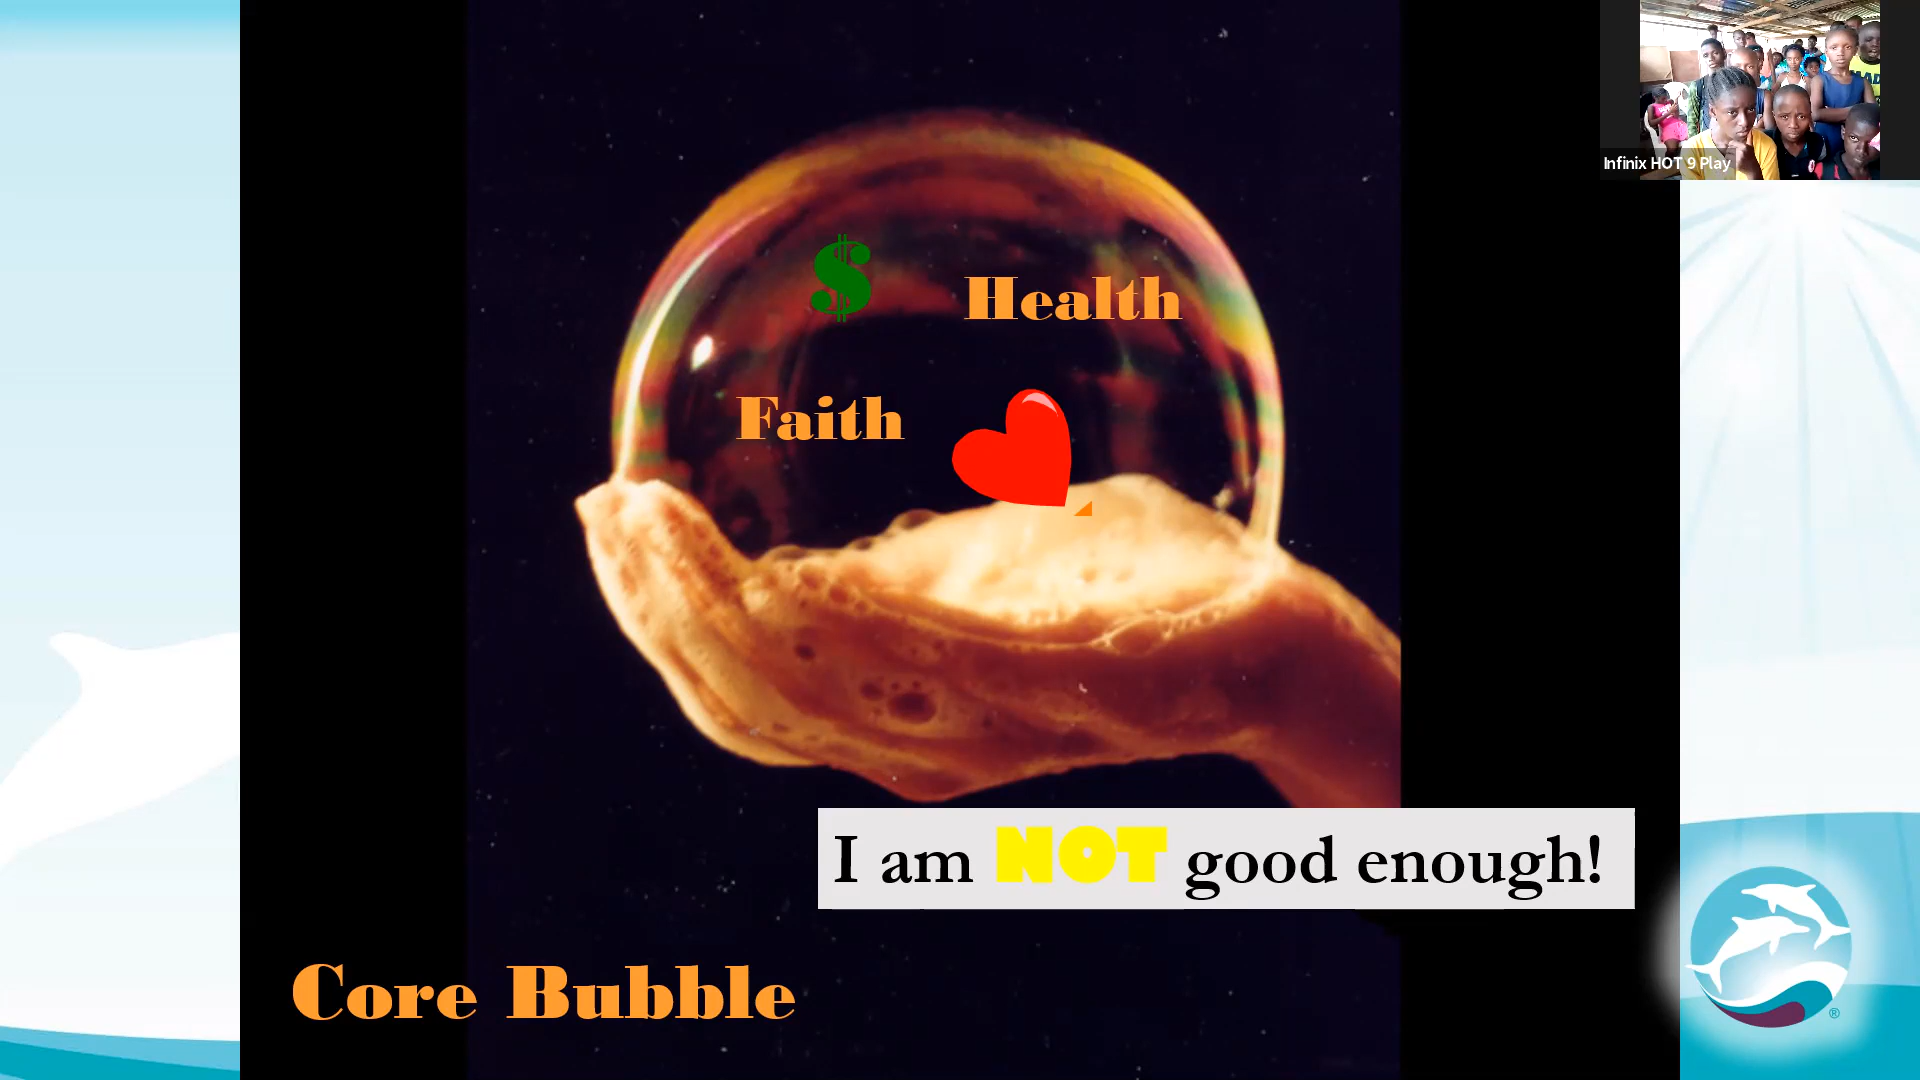 $
Health
Faith
I am NOT good enough!
Core Bubble
Infinix HOT 9 Play
®